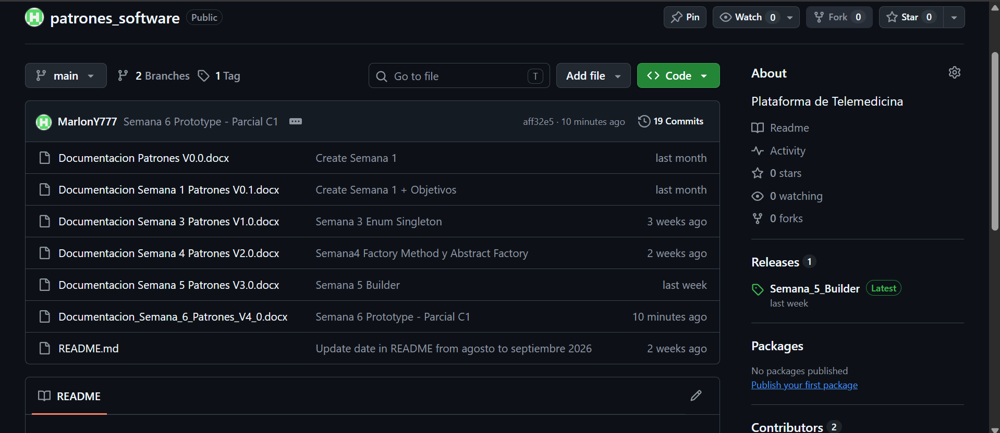 patrones_software Public Pin Watch 0 Fork 0 Star 0
main 2 Branches 1 Tag Go to file T Add file Code
MarlonY777 Semana 6 Prototype - Parcial C1 aff32e5 · 10 minutes ago 19 Commits
Documentacion Patrones V0.0.docx Create Semana 1 last month
Documentacion Semana 1 Patrones V0.1.docx Create Semana 1 + Objetivos last month
Documentacion Semana 3 Patrones V1.0.docx Semana 3 Enum Singleton 3 weeks ago
Documentacion Semana 4 Patrones V2.0.docx Semana4 Factory Method y Abstract Factory 2 weeks ago
Documentacion Semana 5 Patrones V3.0.docx Semana 5 Builder last week
Documentacion_Semana_6_Patrones_V4_0.docx Semana 6 Prototype - Parcial C1 10 minutes ago
README.md Update date in README from agosto to septiembre 2026 2 weeks ago
README
About
Plataforma de Telemedicina
Readme
Activity
0 stars
0 watching
0 forks
Releases 1
Semana_5_Builder Latest
last week
Packages
No packages published
Publish your first package
Contributors 2